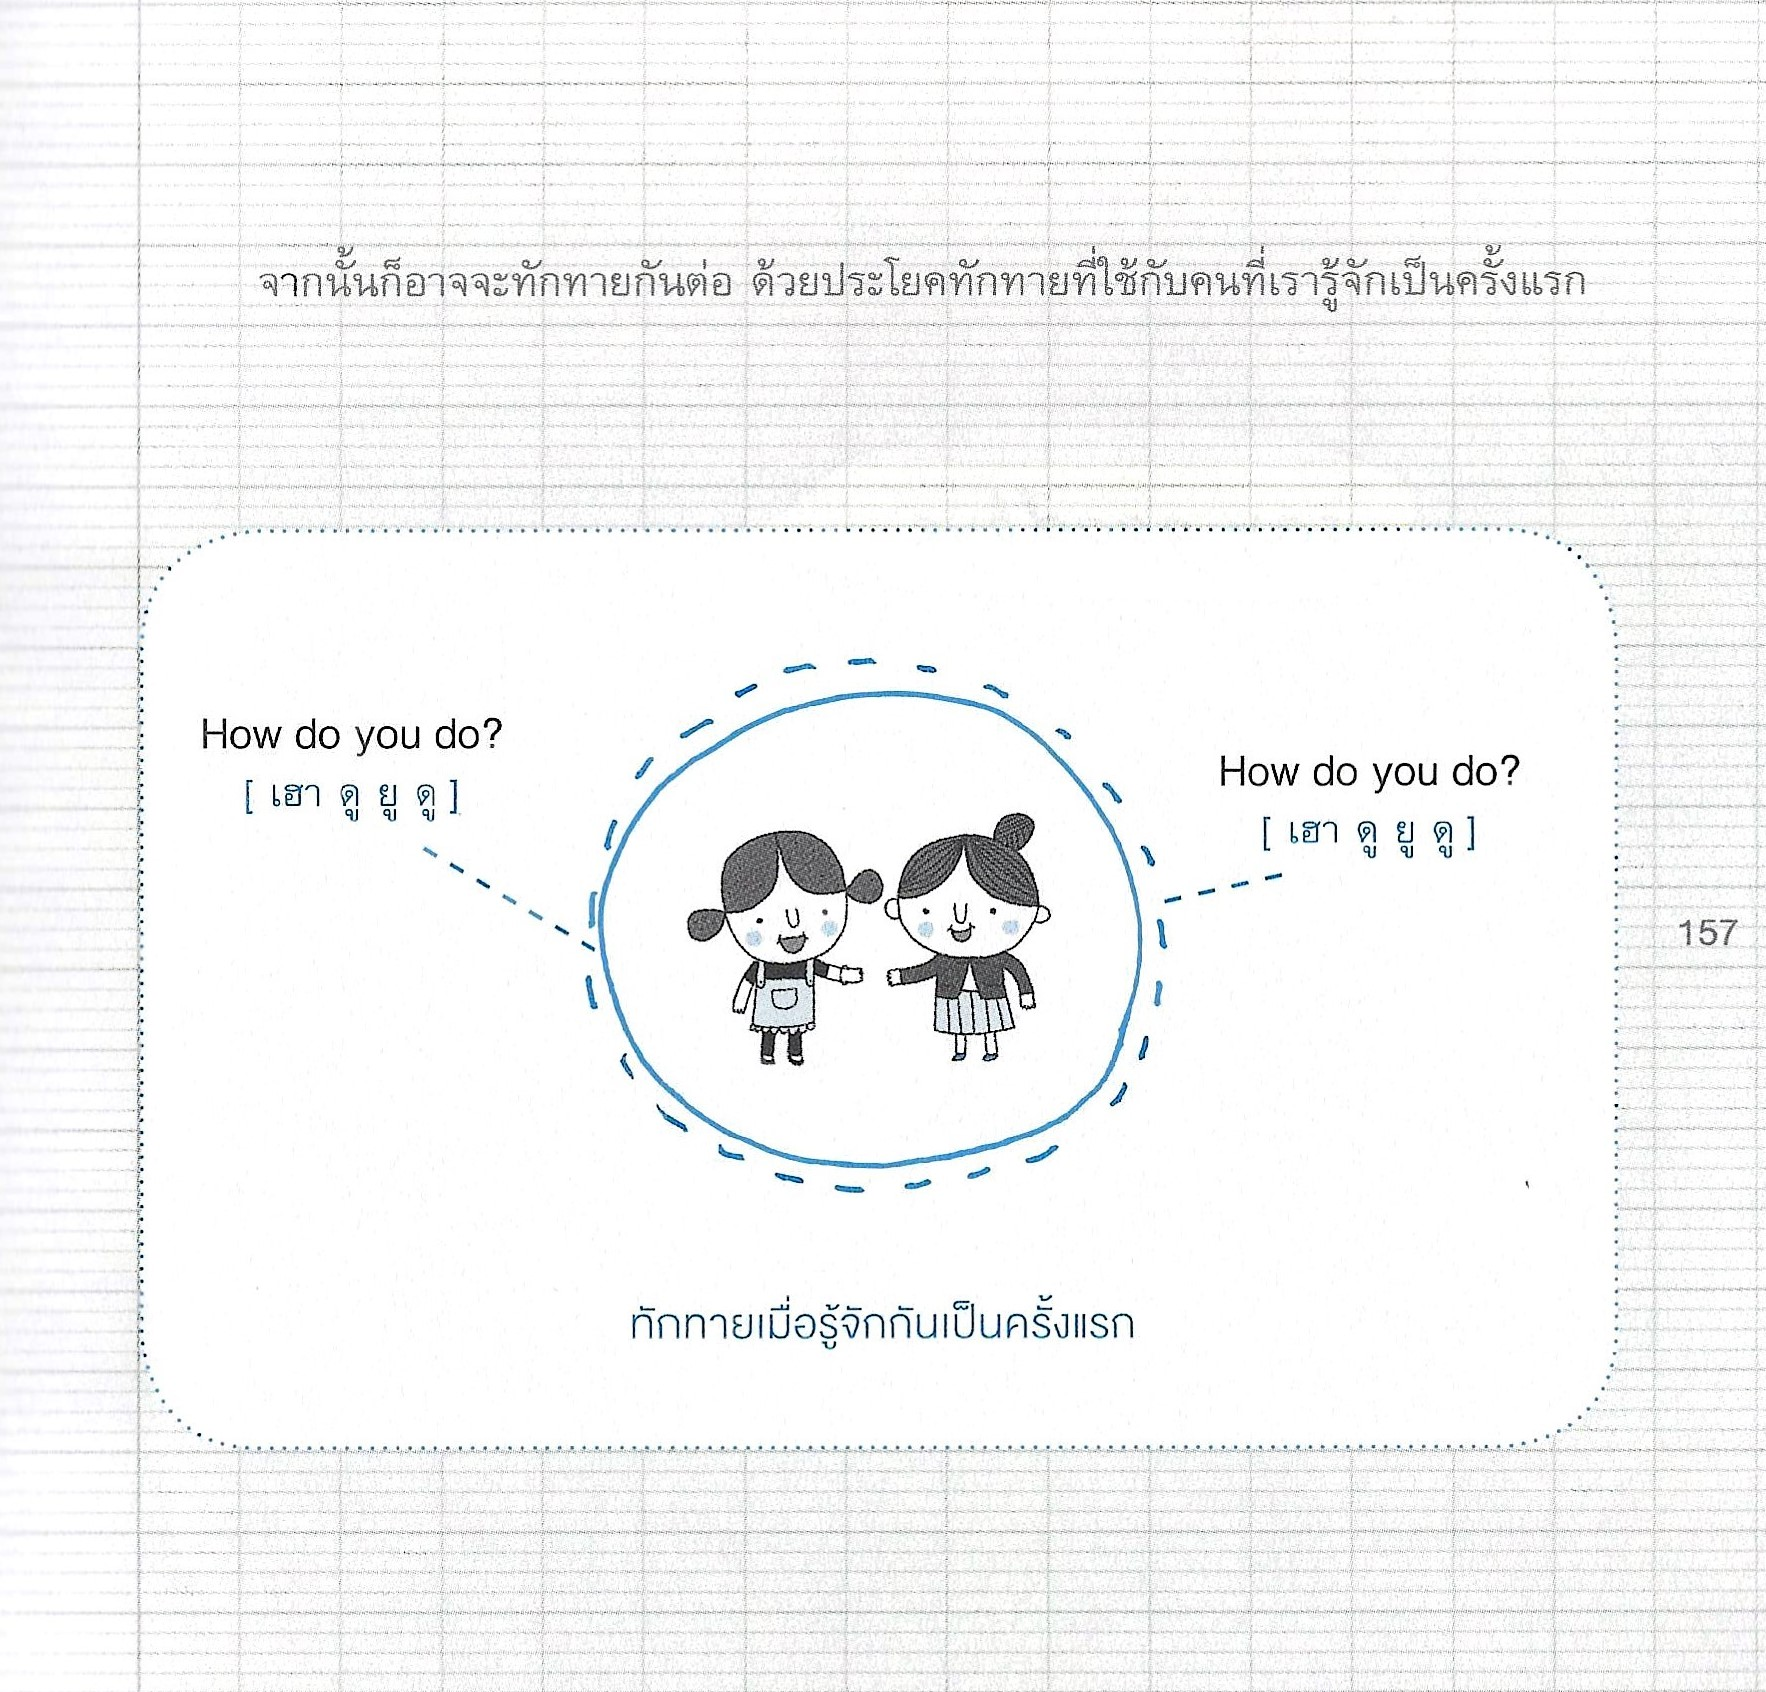 จากนั้นก็อาจจะทักทายกันต่อ ด้วยประโยคทักทายที่ใช้กับคนที่เรารู้จักเป็นครั้งแรก
How do you do?
[ เฮา ดู ยู ดู ]
How do you do?
[ เฮา ดู ยู ดู ]
157
ทักทายเมื่อรู้จักกันเป็นครั้งแรก